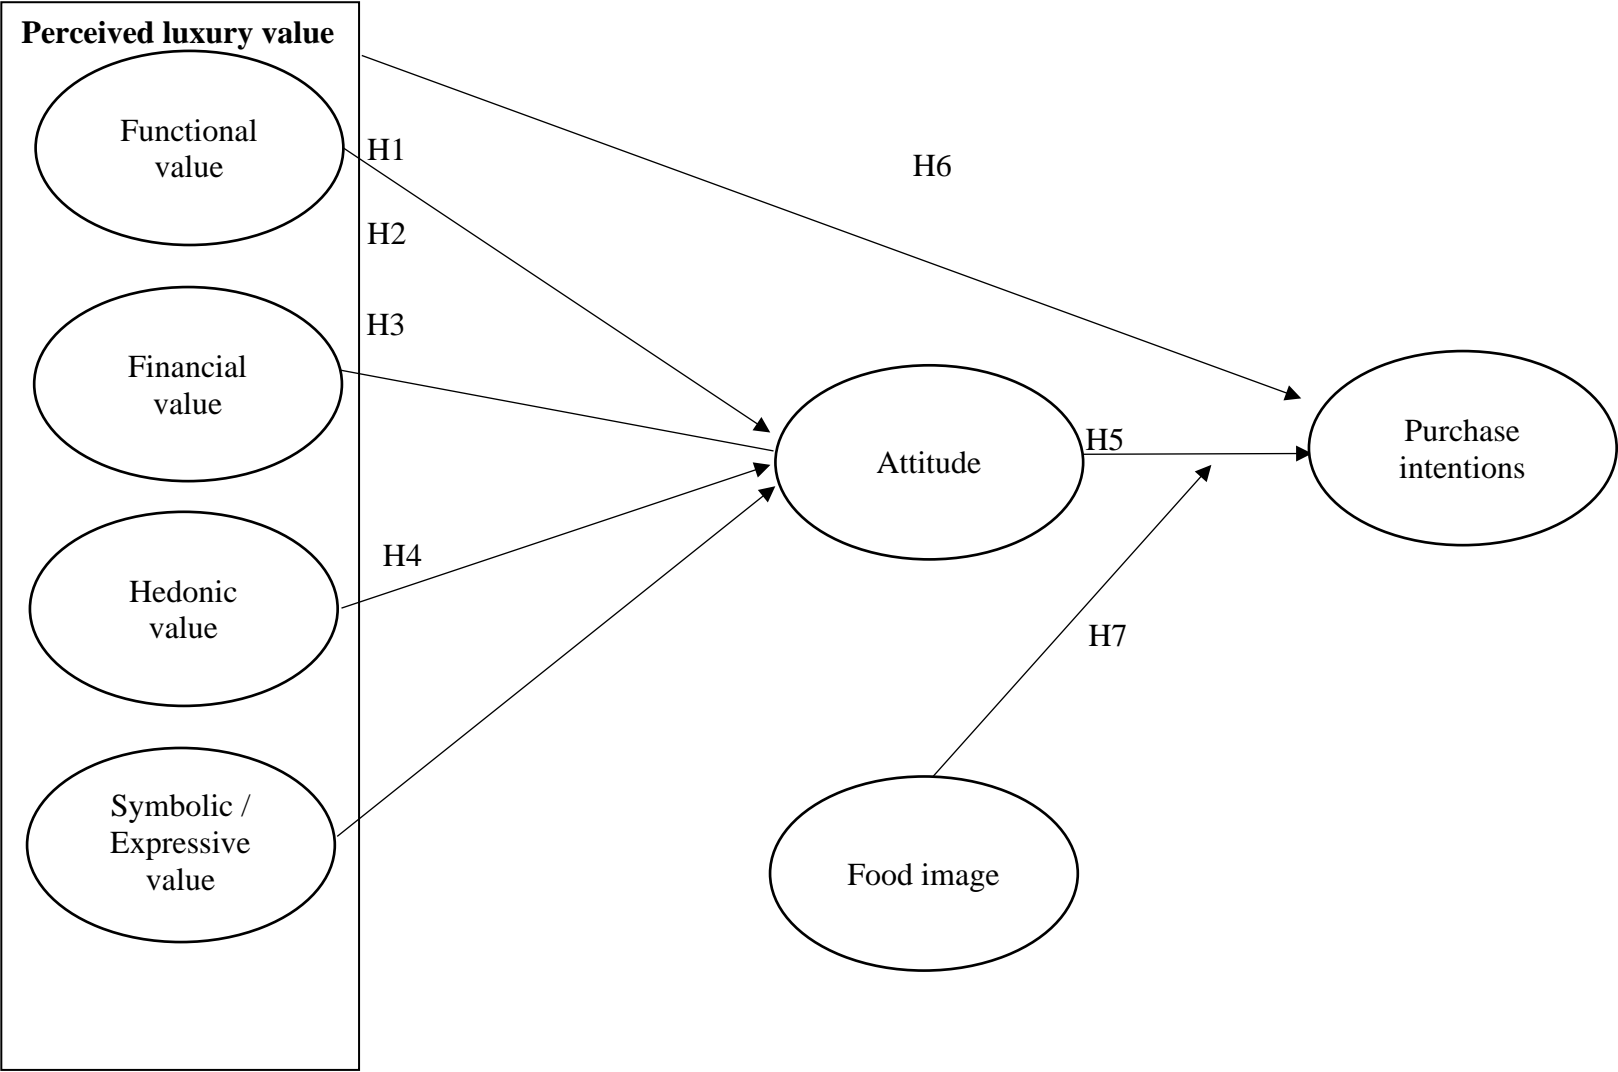 Perceived luxury value
Functional
value
H1
H6
H2
H3
Financial
value
Attitude
H5
Purchase
intentions
H4
Hedonic
value
H7
Symbolic /
Expressive
value
Food image